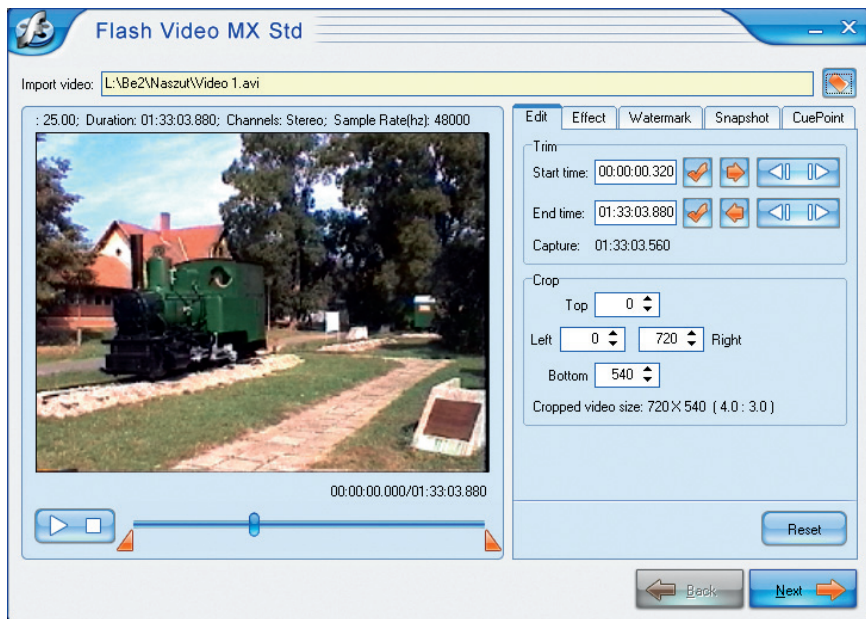 Flash Video MX Std
Import video: L:\Be2\Naszut\Video 1.avi
: 25.00; Duration: 01:33:03.880; Channels: Stereo; Sample Rate(hz): 48000
00:00:00.000/01:33:03.880
Edit Effect Watermark Snapshot CuePoint
Trim
Start time: 00:00:00.320
End time: 01:33:03.880
Capture: 01:33:03.560
Crop
Top 0
Left 0 720 Right
Bottom 540
Cropped video size: 720 X 540 ( 4.0 : 3.0 )
Reset
Back Next